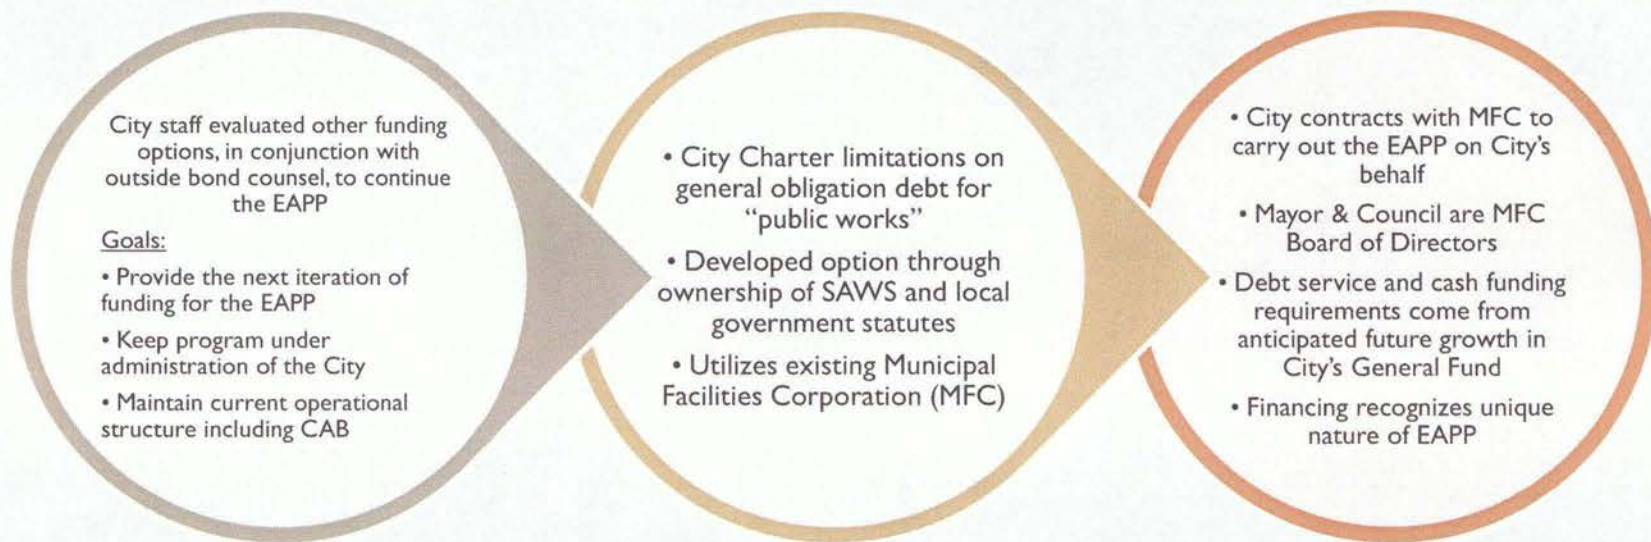 City staff evaluated other funding
options, in conjunction with
outside bond counsel, to continue
the EAPP
Goals:
• Provide the next iteration of
funding for the EAPP
• Keep program under
administration of the City
• Maintain current operational
structure including CAB
• City Charter limitations on
general obligation debt for
“public works”
• Developed option through
ownership of SAWS and local
government statutes
• Utilizes existing Municipal
Facilities Corporation (MFC)
• City contracts with MFC to
carry out the EAPP on City's
behalf
• Mayor & Council are MFC
Board of Directors
• Debt service and cash funding
requirements come from
anticipated future growth in
City's General Fund
• Financing recognizes unique
nature of EAPP